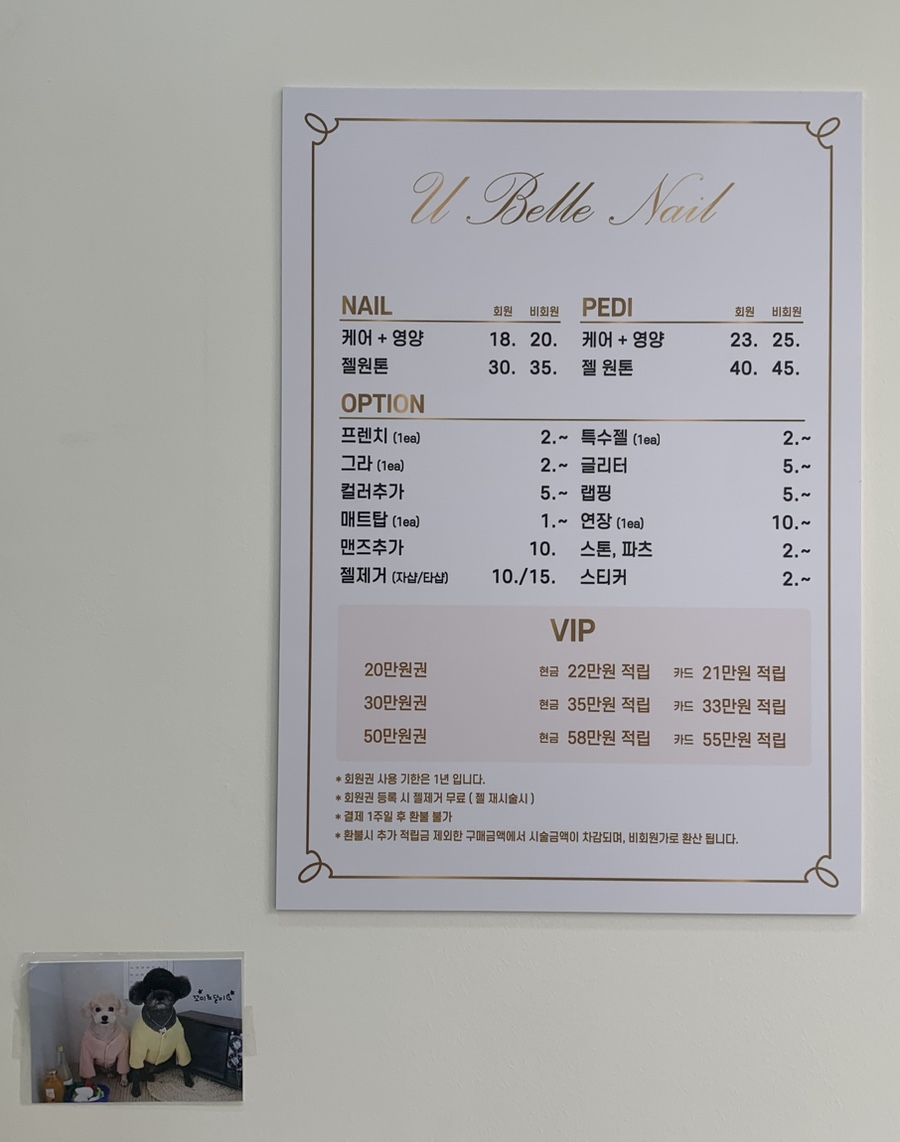 U Belle Nail
NAIL 회원 비회원
케어 + 영양 18. 20.
젤원톤 30. 35.
PEDI 회원 비회원
케어 + 영양 23. 25.
젤 원톤 40. 45.
OPTION
프렌치 (1ea) 2.~
그라 (1ea) 2.~
컬러추가 5.~
매트탑 (1ea) 1.~
맨즈추가 10.
젤제거 (자샵/타샵) 10./15.
특수젤 (1ea) 2.~
글리터 5.~
랩핑 5.~
연장 (1ea) 10.~
스톤, 파츠 2.~
스티커 2.~
VIP
20만원권 현금 22만원 적립 카드 21만원 적립
30만원권 현금 35만원 적립 카드 33만원 적립
50만원권 현금 58만원 적립 카드 55만원 적립
* 회원권 사용 기한은 1년 입니다.
* 회원권 등록 시 젤제거 무료 ( 젤 재시술시 )
* 결제 1주일 후 환불 불가
* 환불시 추가 적립금 제외한 구매금액에서 시술금액이 차감되며, 비회원가로 환산 됩니다.